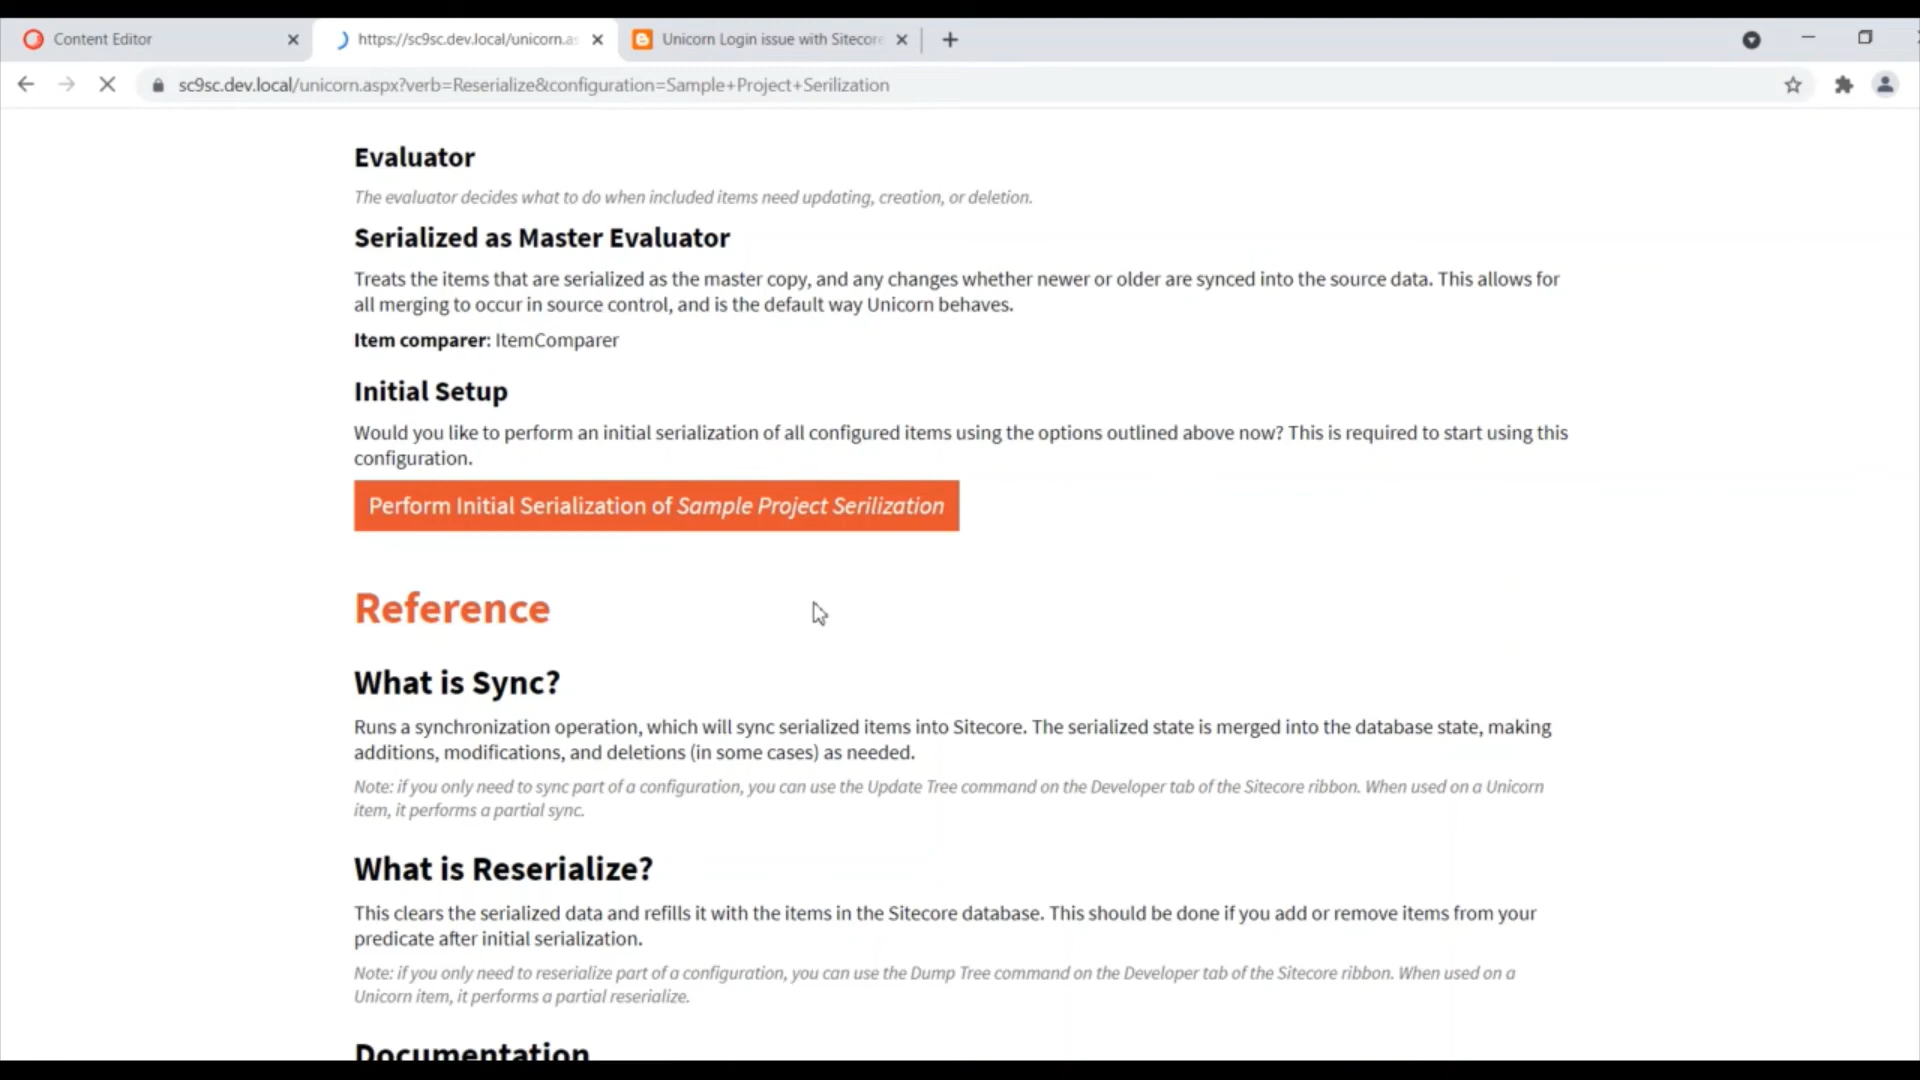 Content Editor
https://sc9sc.dev.local/unicorn.as
Unicorn Login issue with Sitecore
sc9sc.dev.local/unicorn.aspx?verb=Reserialize&configuration=Sample+Project+Serilization
Evaluator
The evaluator decides what to do when included items need updating, creation, or deletion.
Serialized as Master Evaluator
Treats the items that are serialized as the master copy, and any changes whether newer or older are synced into the source data. This allows for
all merging to occur in source control, and is the default way Unicorn behaves.
Item comparer: ItemComparer
Initial Setup
Would you like to perform an initial serialization of all configured items using the options outlined above now? This is required to start using this
configuration.
Perform Initial Serialization of Sample Project Serilization
Reference
What is Sync?
Runs a synchronization operation, which will sync serialized items into Sitecore. The serialized state is merged into the database state, making
additions, modifications, and deletions (in some cases) as needed.
Note: if you only need to sync part of a configuration, you can use the Update Tree command on the Developer tab of the Sitecore ribbon. When used on a Unicorn
item, it performs a partial sync.
What is Reserialize?
This clears the serialized data and refills it with the items in the Sitecore database. This should be done if you add or remove items from your
predicate after initial serialization.
Note: if you only need to reserialize part of a configuration, you can use the Dump Tree command on the Developer tab of the Sitecore ribbon. When used on a
Unicorn item, it performs a partial reserialize.
Documentation